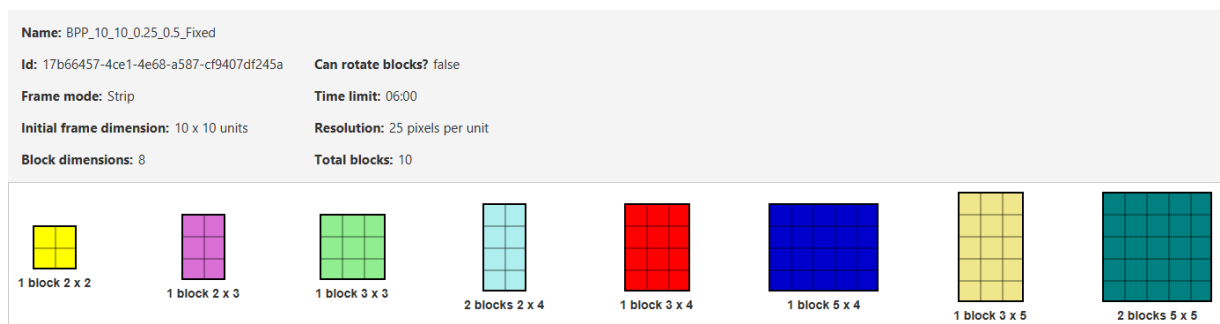 Name: BPP_10_10_0.25_0.5_Fixed
Id: 17b66457-4ce1-4e68-a587-cf9407df245a Can rotate blocks? false
Frame mode: Strip Time limit: 06:00
Initial frame dimension: 10 x 10 units Resolution: 25 pixels per unit
Block dimensions: 8 Total blocks: 10
1 block 2 x 2
1 block 2 x 3
1 block 3 x 3
2 blocks 2 x 4
1 block 3 x 4
1 block 5 x 4
1 block 3 x 5
2 blocks 5 x 5